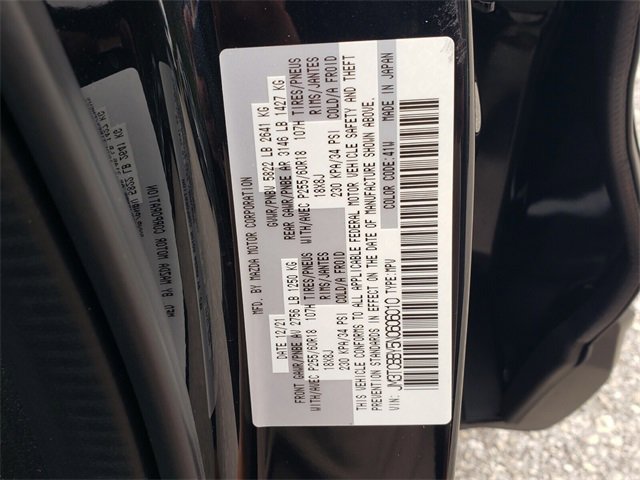 MFD. BY MAZDA MOTOR CORPORATION
DATE 12/21 GVWR/PNBV 5822 LB 2641 KG
FRONT GAWR/PNBE AV 2756 LB 1250 KG REAR GAWR/PNBE AR 3146 LB 1427 KG
WITH/AVEC P255/60R18 107H TIRES/PNEUS WITH/AVEC P255/60R18 107H TIRES/PNEUS
18X8J RIMS/JANTES 18X8J RIMS/JANTES
230 KPA/34 PSI COLD/A FROID 230 KPA/34 PSI COLD/A FROID
THIS VEHICLE CONFORMS TO ALL APPLICABLE FEDERAL MOTOR VEHICLE SAFETY AND THEFT
PREVENTION STANDARDS IN EFFECT ON THE DATE OF MANUFACTURE SHOWN ABOVE.
VIN: JM3TCBBY5N0606010 TYPE:MPV COLOR CODE:41W MADE IN JAPAN